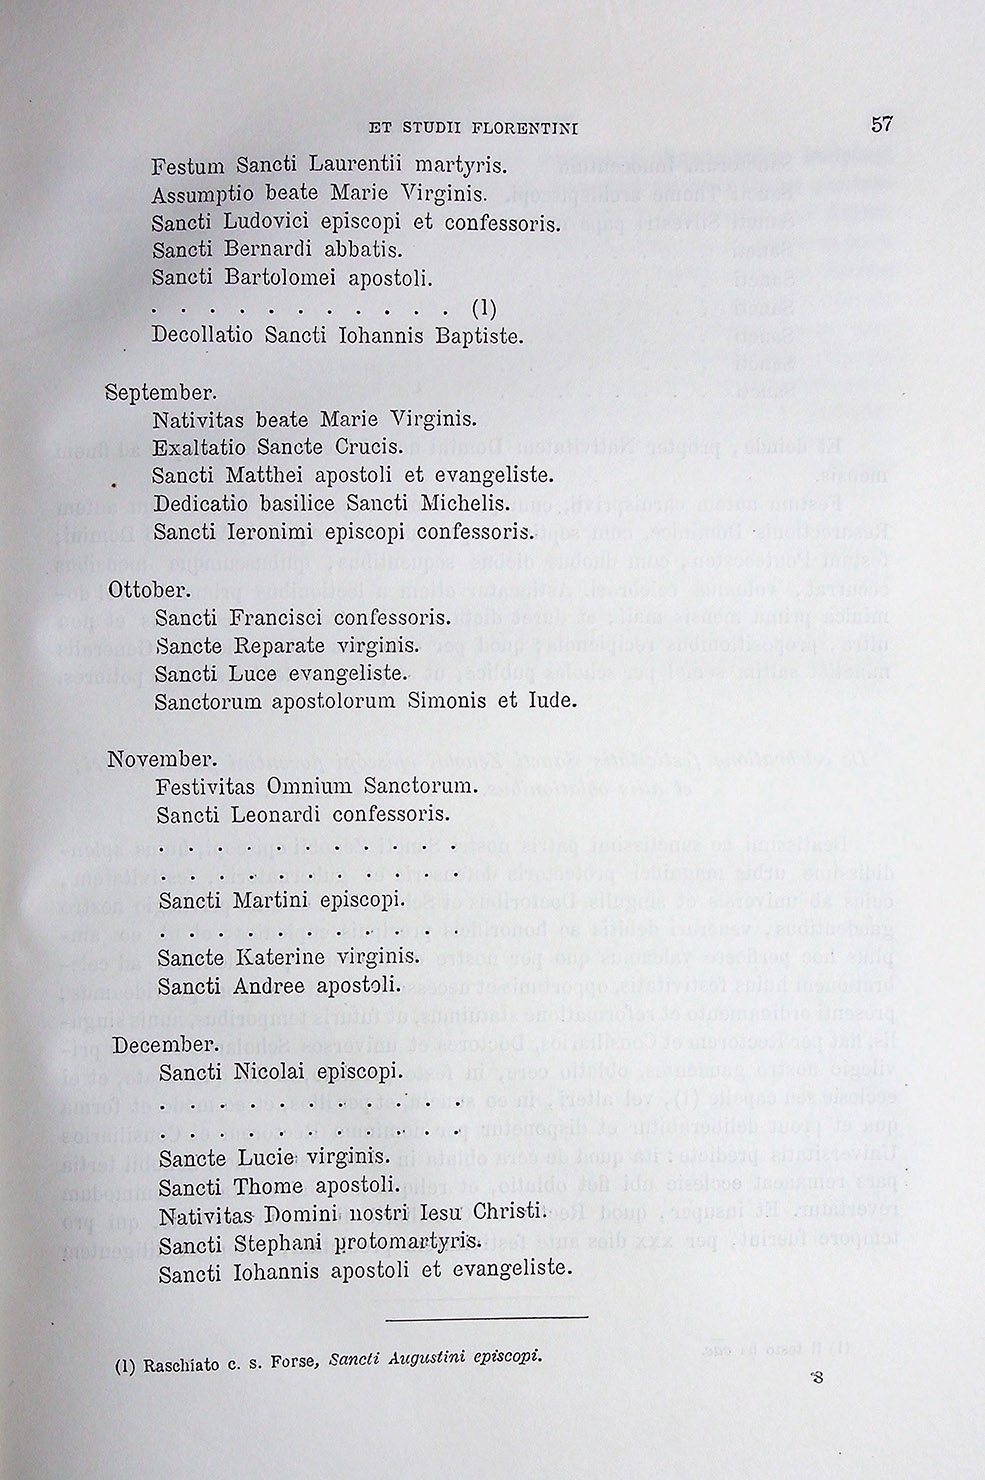 ET STUDII FLORENTINI 57
Festum Sancti Laurentii martyris.
Assumptio beate Marie Virginis.
Sancti Ludovici episcopi et confessoris.
Sancti Bernardi abbatis.
Sancti Bartolomei apostoli.
. . . . . . . . . . . (1)
Decollatio Sancti Iohannis Baptiste.
September.
Nativitas beate Marie Virginis.
Exaltatio Sancte Crucis.
Sancti Matthei apostoli et evangeliste.
Dedicatio basilice Sancti Michelis.
Sancti Ieronimi episcopi confessoris.
Ottober.
Sancti Francisci confessoris.
Sancte Reparate virginis.
Sancti Luce evangeliste.
Sanctorum apostolorum Simonis et Iude.
November.
Festivitas Omnium Sanctorum.
Sancti Leonardi confessoris.
. . . . . . . . . . .
. . . . . . . . . . .
Sancti Martini episcopi.
. . . . . . . . . . .
Sancte Katerine virginis.
Sancti Andree apostoli.
December.
Sancti Nicolai episcopi.
. . . . . . . . . . .
. . . . . . . . . . .
Sancte Lucie virginis.
Sancti Thome apostoli.
Nativitas Domini nostri Iesu Christi.
Sancti Stephani protomartyris.
Sancti Iohannis apostoli et evangeliste.
(1) Raschiato c. s. Forse, Sancti Augustini episcopi.
8